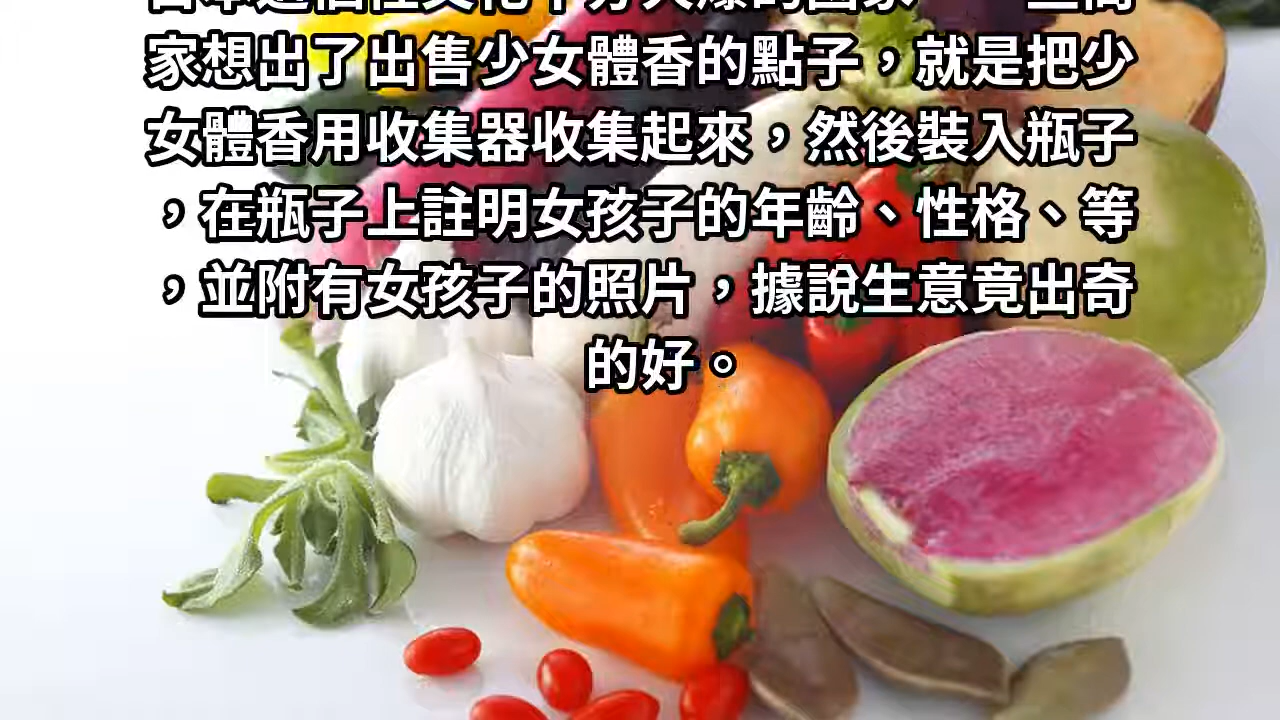 家想出了出售少女體香的點子，就是把少
女體香用收集器收集起來，然後裝入瓶子
，在瓶子上註明女孩子的年齡、性格、等
，並附有女孩子的照片，據說生意竟出奇
的好。